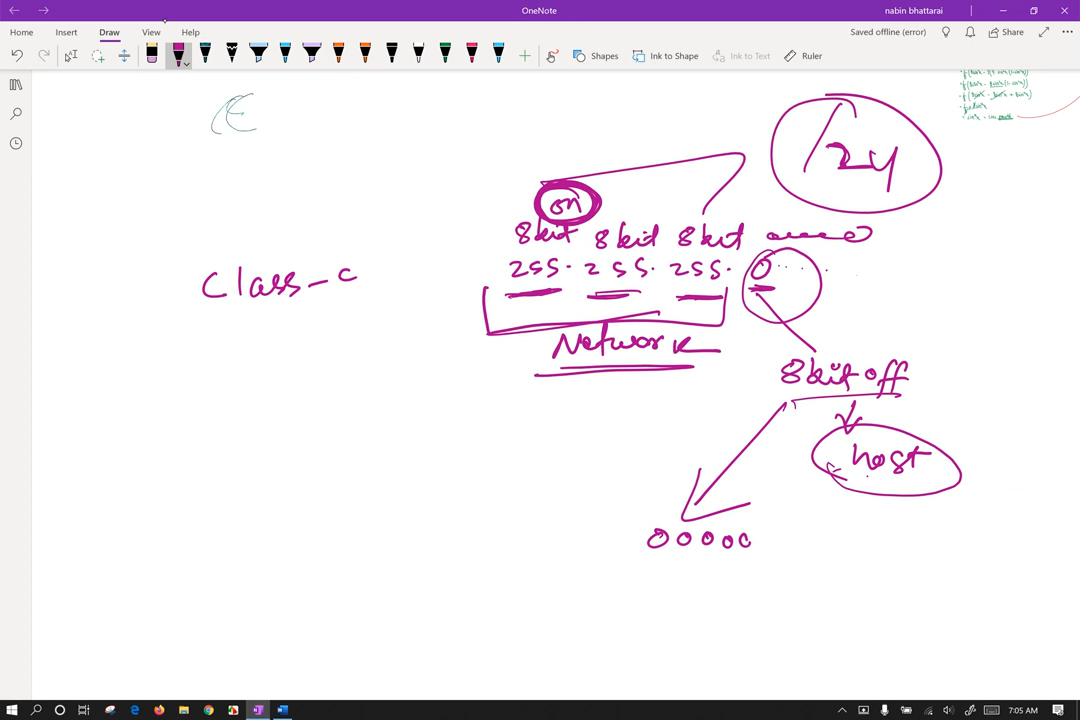 OneNote
nabin bhattarai
Home
Insert
Draw
View
Help
Saved offline (error)
Share
Shapes
Ink to Shape
Ink to Text
Ruler
/24
on
8bit 8bit 8bit
255. 255. 255. 0
Class-c
Network
8bit off
host
00000
7:05 AM